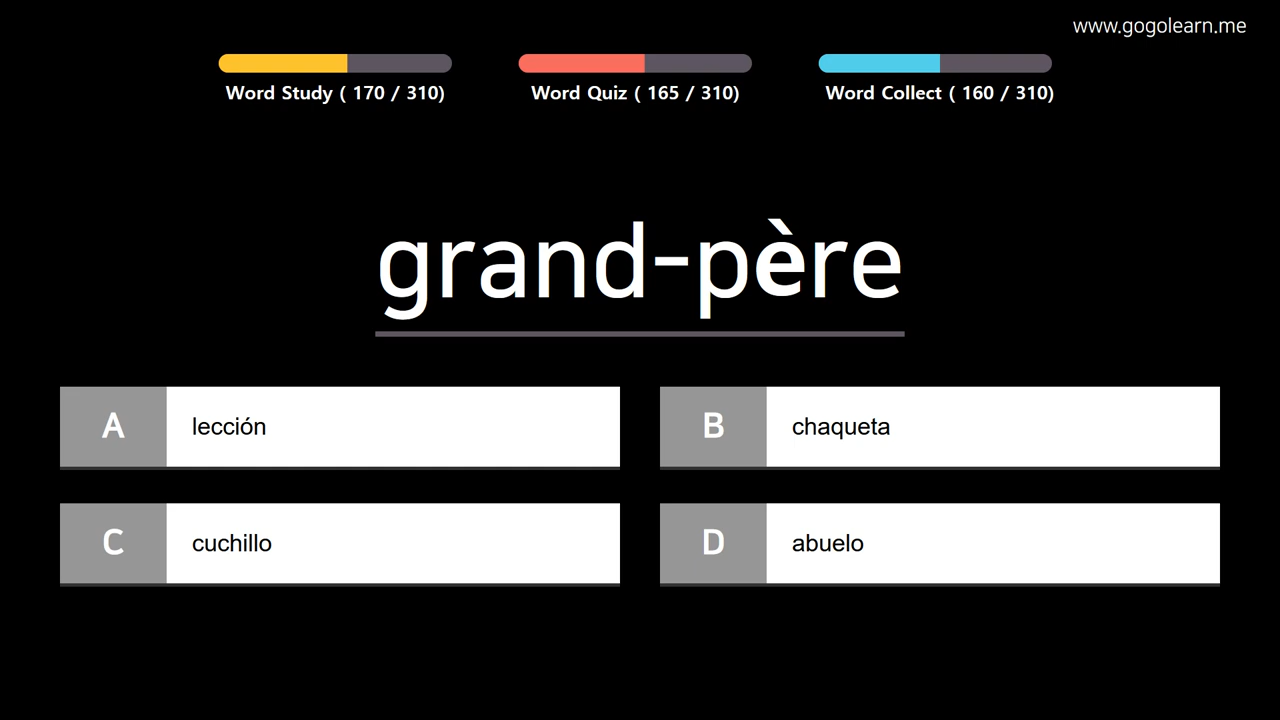 www.gogolearn.me
Word Study ( 170 / 310)
Word Quiz ( 165 / 310)
Word Collect ( 160 / 310)
grand-père
A lección
B chaqueta
C cuchillo
D abuelo